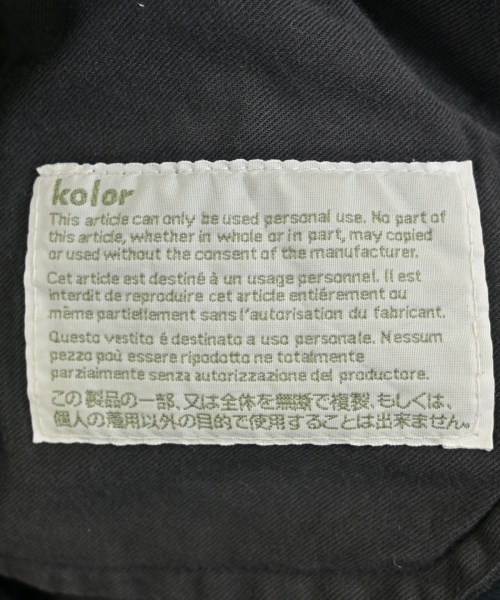 kolor
This article can only be used personal use. No part of
this article, whether in whole or in part, may copied
or used without the consent of the manufacturer.
Cet article est destiné à un usage personnel. Il est
interdit de reproduire cet article entiérement ou
même partiellement sans l'autorisation du fabricant.
Questo vestito é destinato a uso personale. Nessum
pezzo poù essere ripodotto ne totalmente
parzialmente senza autorizzazione del productore.
この製品の一部、又は全体を無断で複製、もしくは、
個人の着用以外の目的で使用することは出来ません。